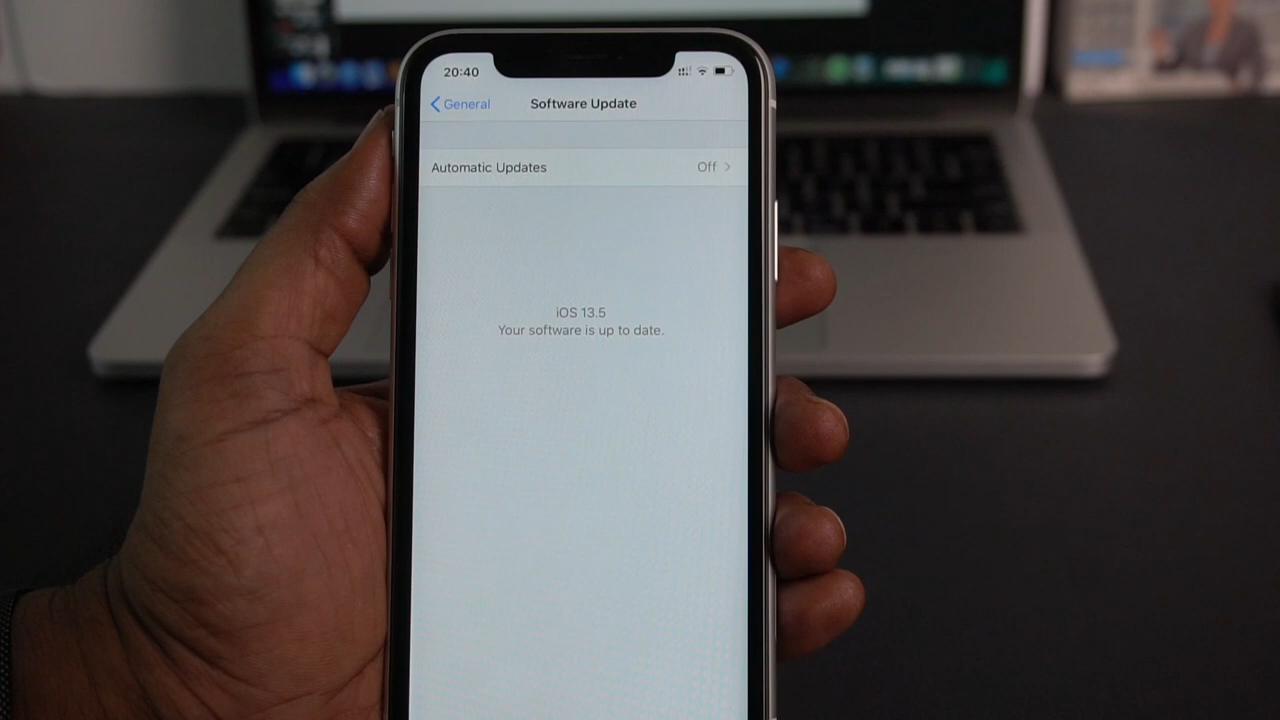 20:40
General
Software Update
Automatic Updates
Off
iOS 13.5
Your software is up to date.